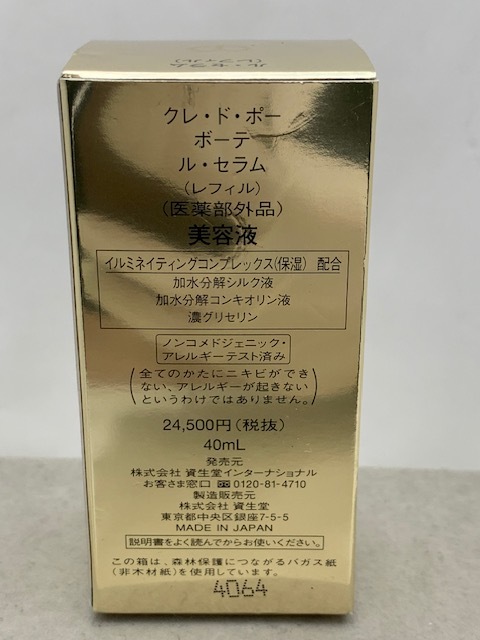 ル・セラム
(レフィル)
クレ・ド・ポー
ボーテ
ル・セラム
(レフィル)
(医薬部外品)
美容液
イルミネイティングコンプレックス(保湿) 配合
加水分解シルク液
加水分解コンキオリン液
濃グリセリン
ノンコメドジェニック・
アレルギーテスト済み
(全てのかたにニキビができ
ない、アレルギーが起きない
というわけではありません。)
24,500円(税抜)
40mL
発売元
株式会社 資生堂インターナショナル
お客さま窓口 0120-81-4710
製造販売元
株式会社 資生堂
東京都中央区銀座7-5-5
MADE IN JAPAN
説明書をよく読んでからお使いください。
この箱は、森林保護につながるバガス紙
(非木材紙)を使用しています。
4064